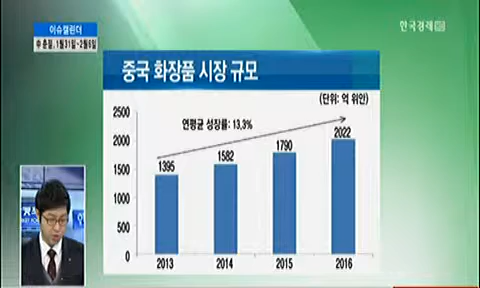 이슈캘린더
中 춘절, 1월31일~2월6일
한국경제TV
중국 화장품 시장 규모
(단위: 억 위안)
연평균 성장률: 13,3%
2500
2000
1500
1000
500
0
1395
1582
1790
2022
2013
2014
2015
2016